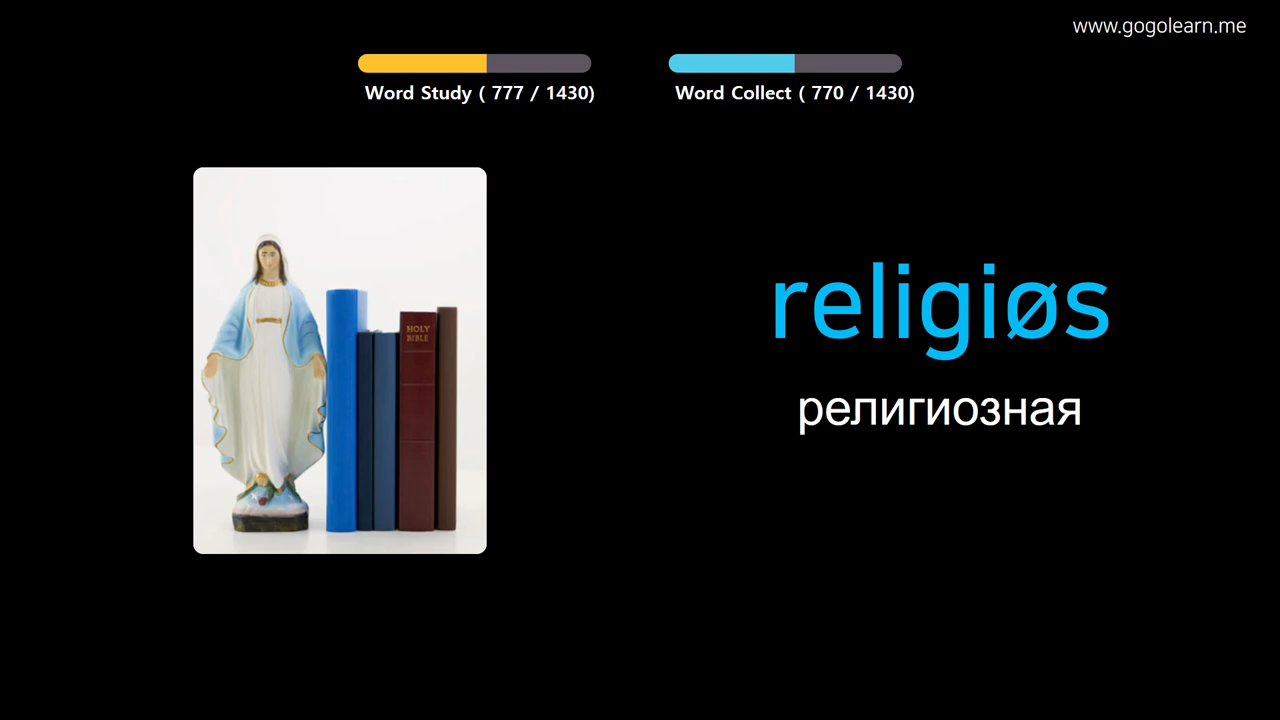 www.gogolearn.me
Word Study ( 777 / 1430)
Word Collect ( 770 / 1430)
HOLY
BIBLE
religiøs
религиозная